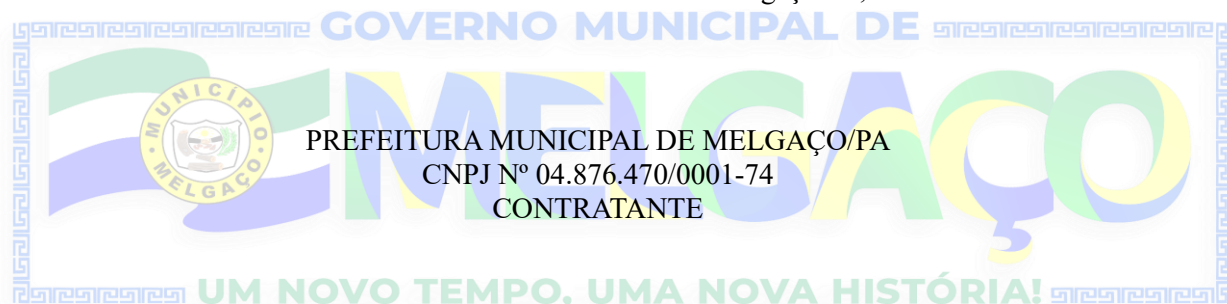 GOVERNO MUNICIPAL DE
MELGAÇO
MUNICÍPIO
MELGAÇO
PREFEITURA MUNICIPAL DE MELGAÇO/PA
CNPJ Nº 04.876.470/0001-74
CONTRATANTE
UM NOVO TEMPO. UMA NOVA HISTÓRIA!